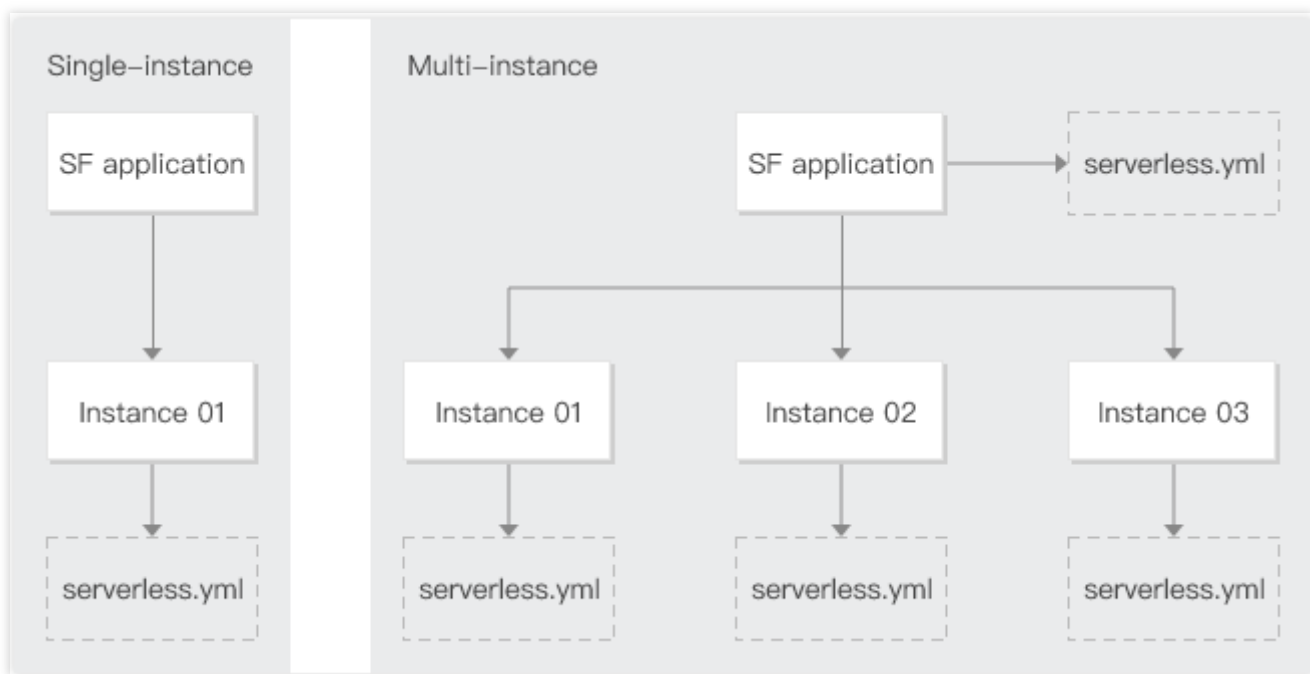 Single-instance
SF application
Instance 01
serverless.yml
Multi-instance
SF application
serverless.yml
Instance 01
Instance 02
Instance 03
serverless.yml
serverless.yml
serverless.yml